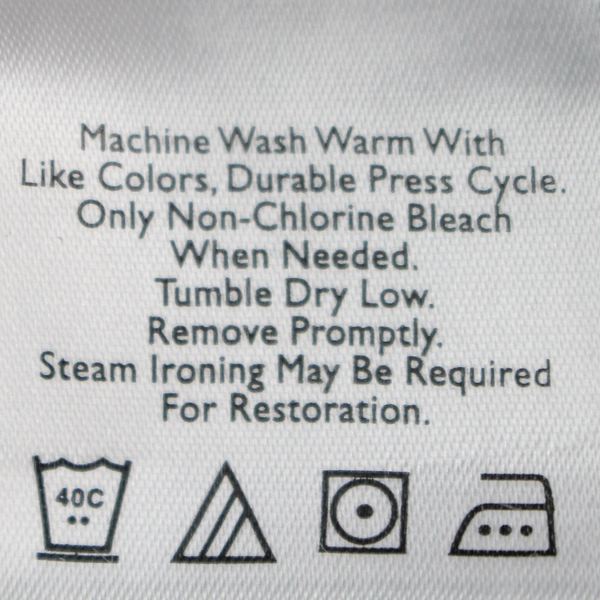 Machine Wash Warm With
Like Colors, Durable Press Cycle.
Only Non-Chlorine Bleach
When Needed.
Tumble Dry Low.
Remove Promptly.
Steam Ironing May Be Required
For Restoration.
40C